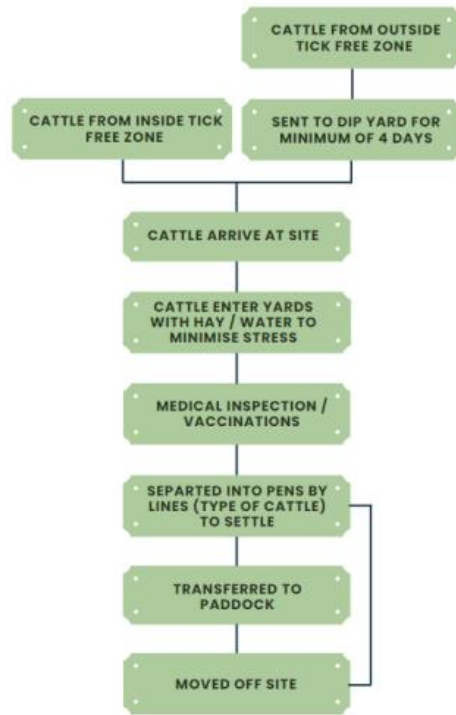 CATTLE FROM OUTSIDE
TICK FREE ZONE
CATTLE FROM INSIDE TICK
FREE ZONE
SENT TO DIP YARD FOR
MINIMUM OF 4 DAYS
CATTLE ARRIVE AT SITE
CATTLE ENTER YARDS
WITH HAY / WATER TO
MINIMISE STRESS
MEDICAL INSPECTION /
VACCINATIONS
SEPARTED INTO PENS BY
LINES (TYPE OF CATTLE)
TO SETTLE
TRANSFERRED TO
PADDOCK
MOVED OFF SITE